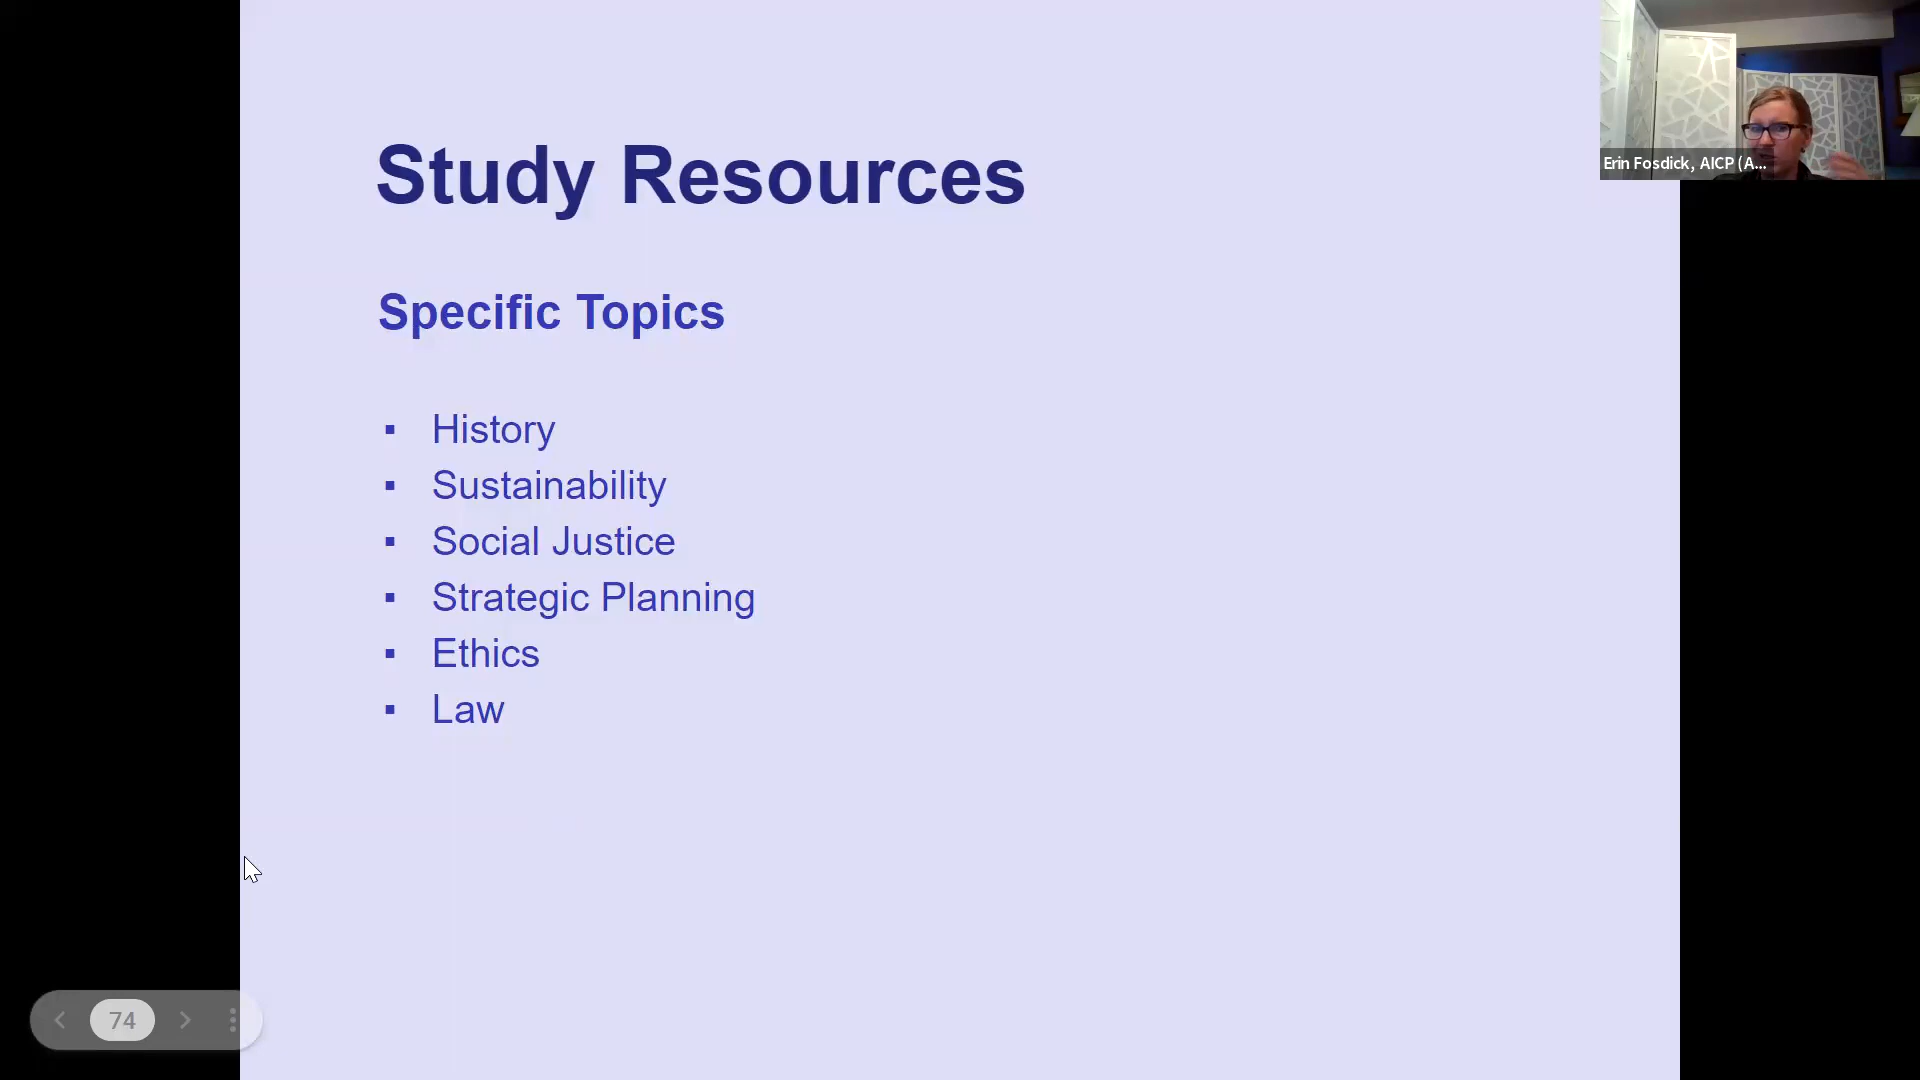 Study Resources
Specific Topics
▪ History
▪ Sustainability
▪ Social Justice
▪ Strategic Planning
▪ Ethics
▪ Law
Erin Fosdick, AICP (A...
74